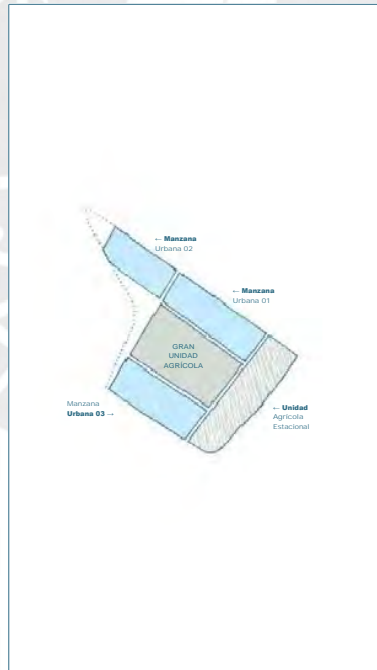 ← Manzana
Urbana 02
← Manzana
Urbana 01
GRAN
UNIDAD
AGRÍCOLA
Manzana
Urbana 03 →
← Unidad
Agrícola
Estacional